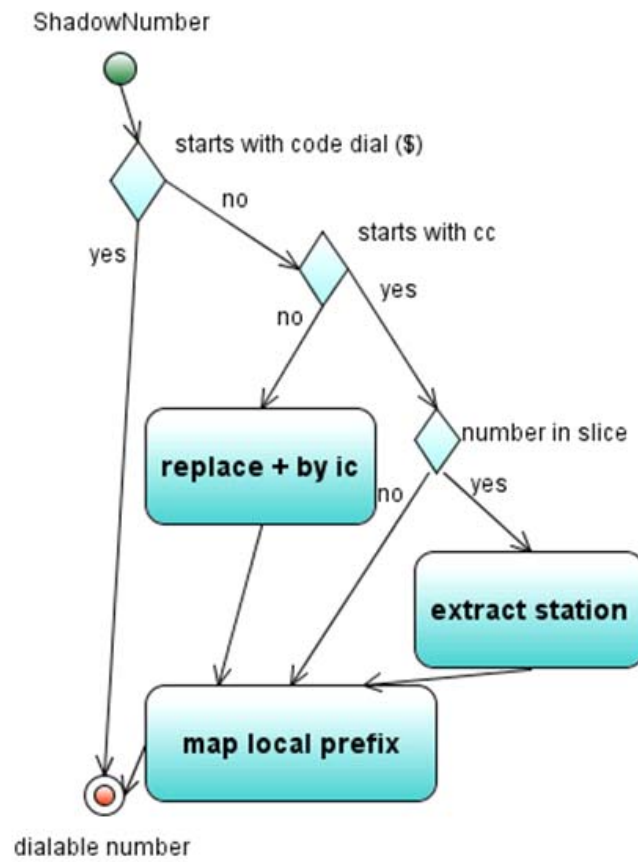 ShadowNumber
starts with code dial ($)
no
starts with cc
yes
yes
no
replace + by ic
number in slice
no
yes
extract station
map local prefix
dialable number